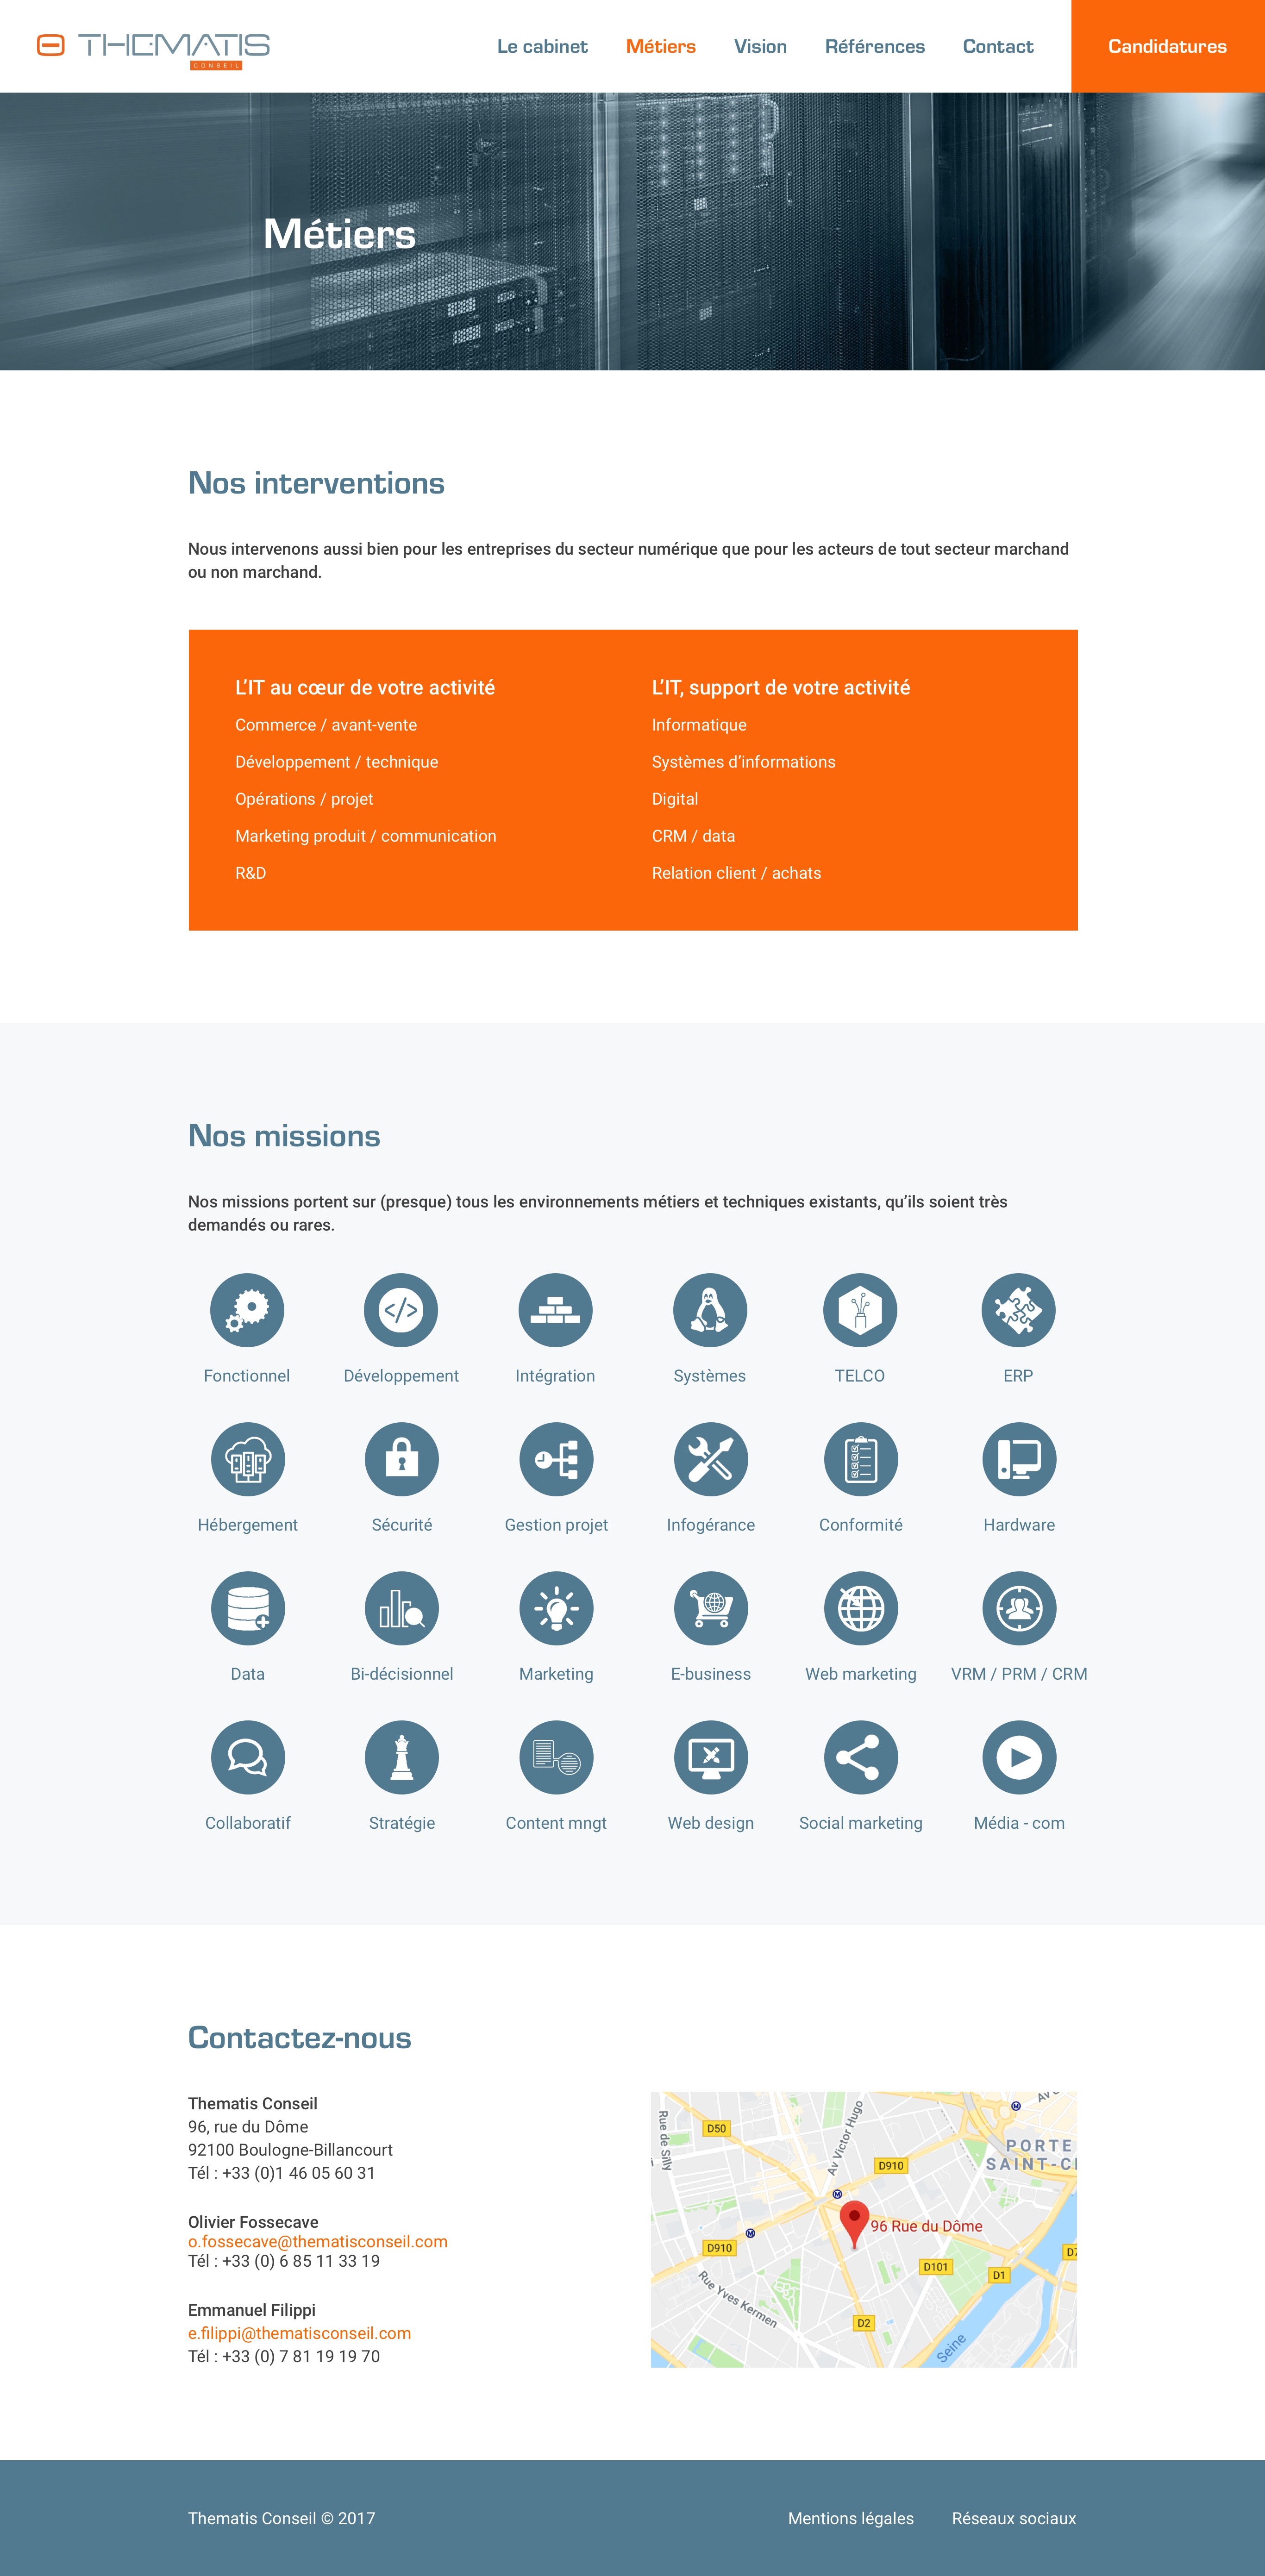 THEMATIS
CONSEIL
Le cabinet
Métiers
Vision
Références
Contact
Candidatures
Métiers
Nos interventions
Nous intervenons aussi bien pour les entreprises du secteur numérique que pour les acteurs de tout secteur marchand
ou non marchand.
L’IT au cœur de votre activité
Commerce / avant-vente
Développement / technique
Opérations / projet
Marketing produit / communication
R&D
L’IT, support de votre activité
Informatique
Systèmes d’informations
Digital
CRM / data
Relation client / achats
Nos missions
Nos missions portent sur (presque) tous les environnements métiers et techniques existants, qu’ils soient très
demandés ou rares.
Fonctionnel
Développement
Intégration
Systèmes
TELCO
ERP
Hébergement
Sécurité
Gestion projet
Infogérance
Conformité
Hardware
Data
Bi-décisionnel
Marketing
E-business
Web marketing
VRM / PRM / CRM
Collaboratif
Stratégie
Content mngt
Web design
Social marketing
Média - com
Contactez-nous
Thematis Conseil
96, rue du Dôme
92100 Boulogne-Billancourt
Tél : +33 (0)1 46 05 60 31
Olivier Fossecave
o.fossecave@thematisconseil.com
Tél : +33 (0) 6 85 11 33 19
Emmanuel Filippi
e.filippi@thematisconseil.com
Tél : +33 (0) 7 81 19 19 70
Rue de Silly
D50
Av Victor Hugo
D910
M
Av
PORTE
SAINT-C
M
96 Rue du Dôme
M
D910
D101
D1
D7
Rue Yves Kermen
D2
Seine
Thematis Conseil © 2017
Mentions légales
Réseaux sociaux